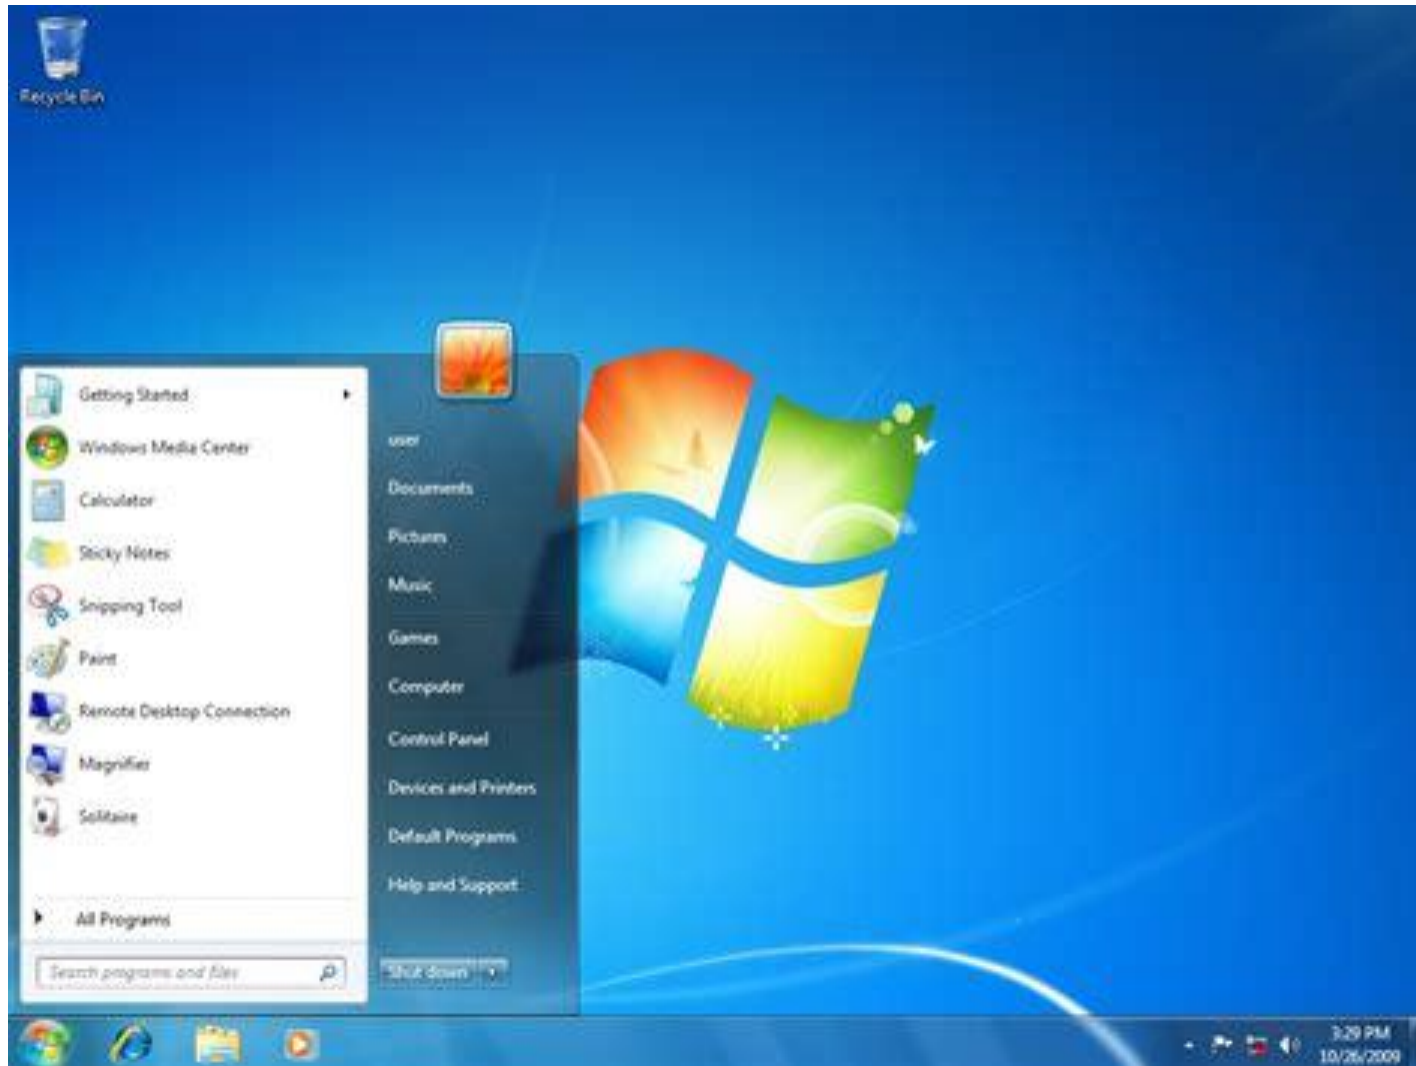 Recycle Bin
Getting Started
Windows Media Center
Calculator
Sticky Notes
Snipping Tool
Paint
Remote Desktop Connection
Magnifier
Solitaire
All Programs
Search programs and files
user
Documents
Pictures
Music
Games
Computer
Control Panel
Devices and Printers
Default Programs
Help and Support
Shut down
3:29 PM
10/26/2009